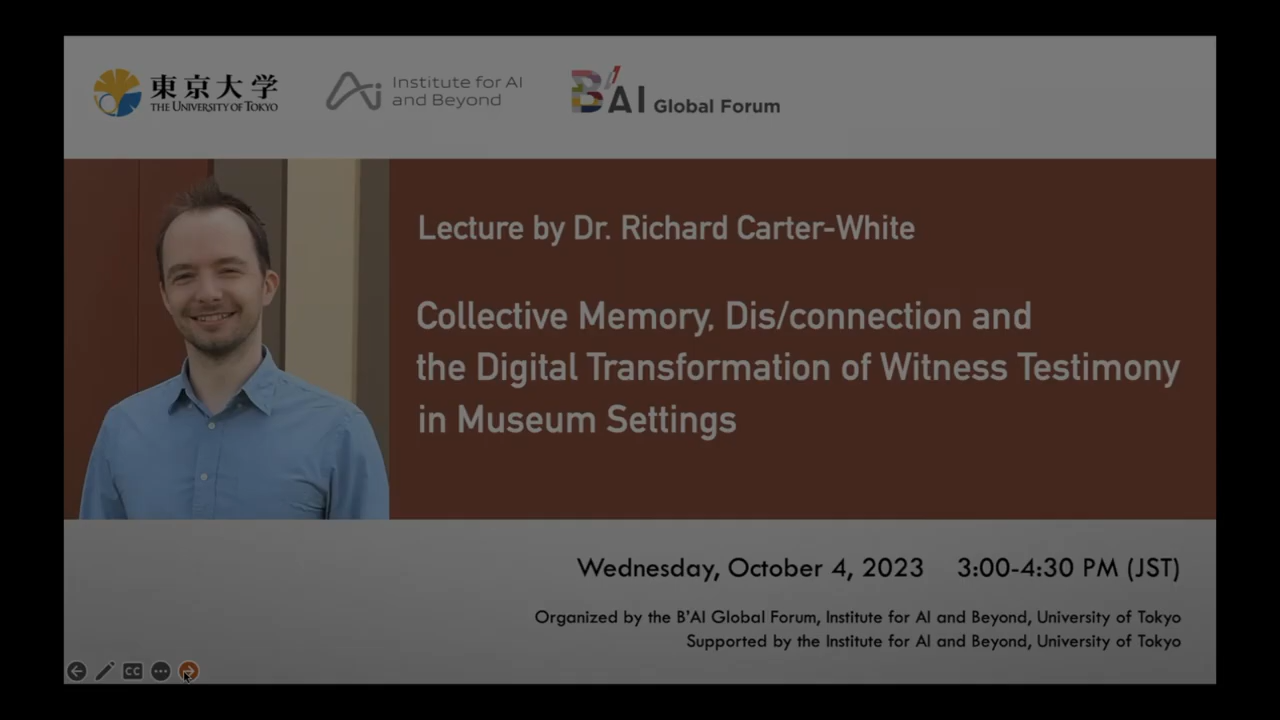 東京大学
THE UNIVERSITY OF TOKYO
Institute for AI
and Beyond
B'AI Global Forum
Lecture by Dr. Richard Carter-White
Collective Memory, Dis/connection and
the Digital Transformation of Witness Testimony
in Museum Settings
Wednesday, October 4, 2023 3:00-4:30 PM (JST)
Organized by the B'AI Global Forum, Institute for AI and Beyond, University of Tokyo
Supported by the Institute for AI and Beyond, University of Tokyo
CC